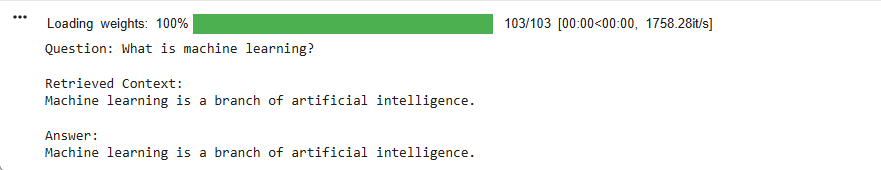 Loading weights: 100% 103/103 [00:00<00:00, 1758.28it/s]
Question: What is machine learning?
Retrieved Context:
Machine learning is a branch of artificial intelligence.
Answer:
Machine learning is a branch of artificial intelligence.